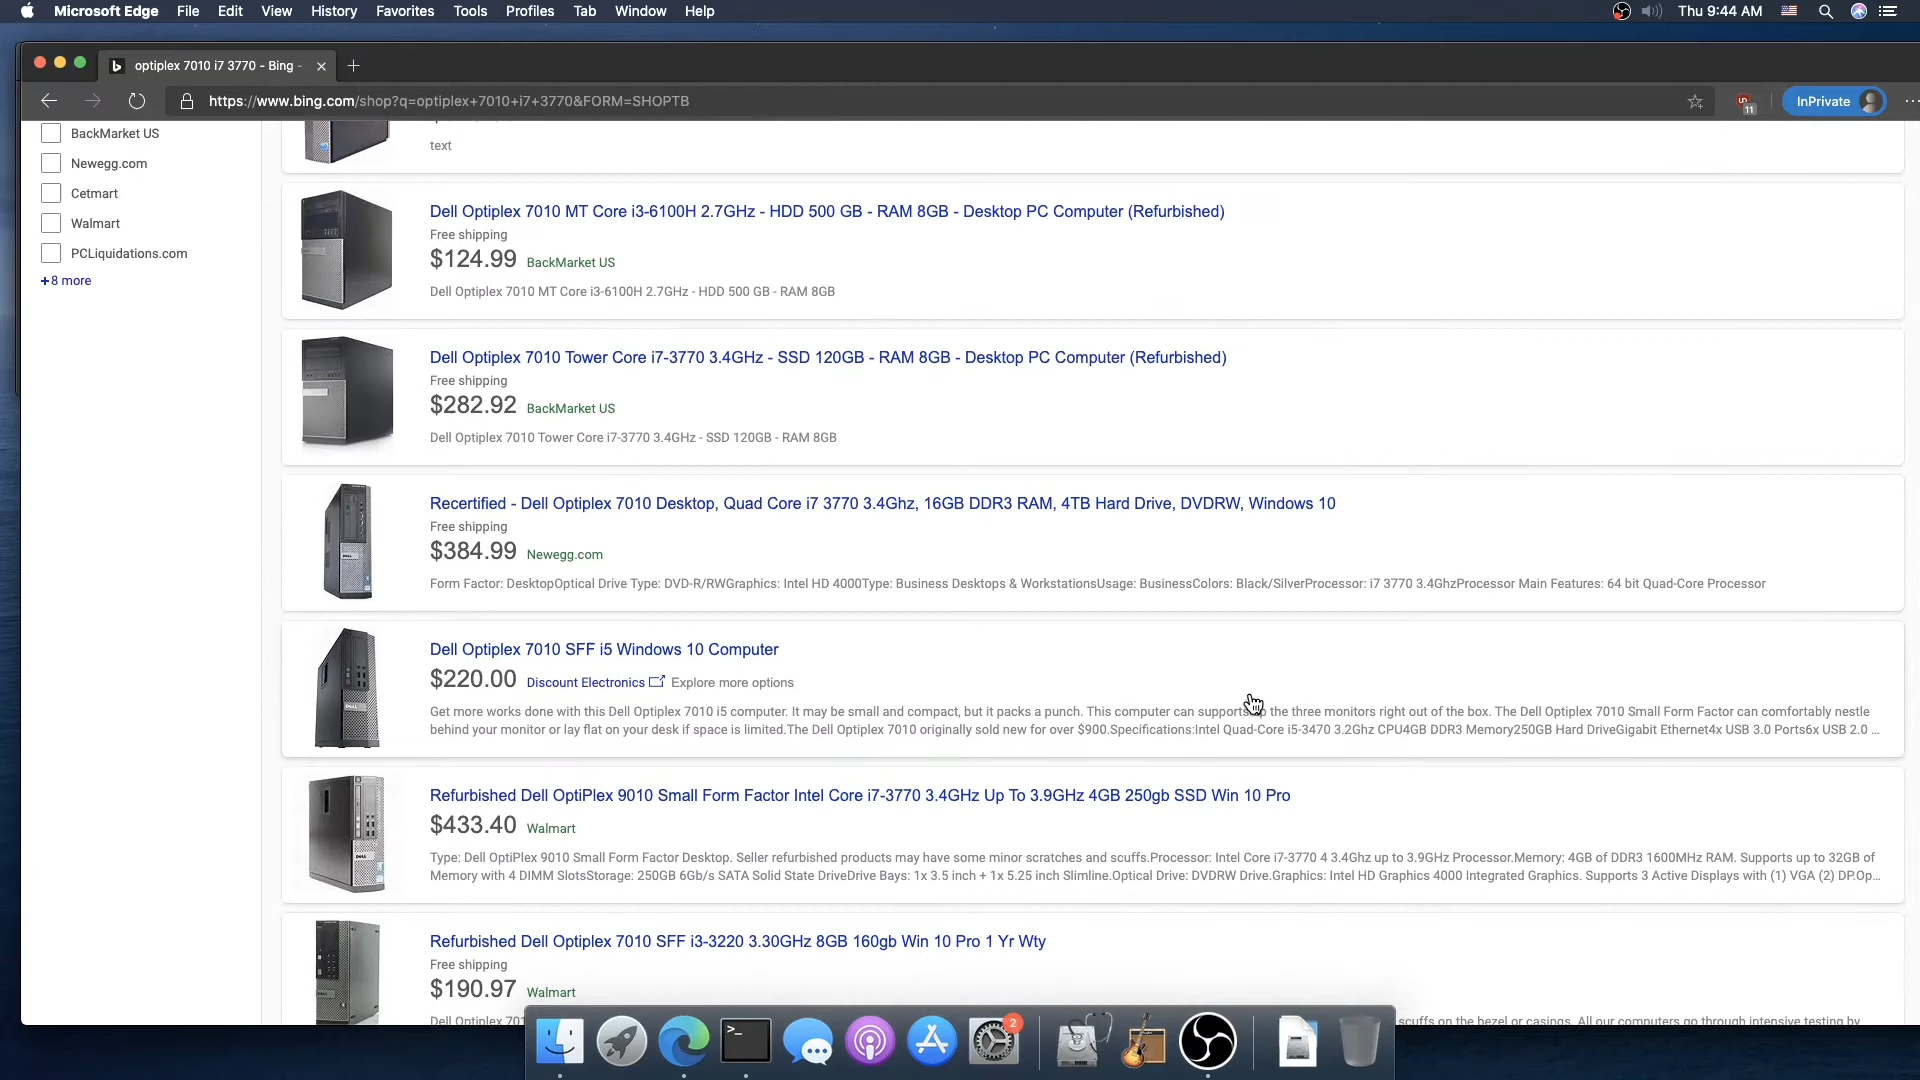 Microsoft Edge File Edit View History Favorites Tools Profiles Tab Window Help Thu 9:44 AM
optiplex 7010 i7 3770 - Bing -
https://www.bing.com/shop?q=optiplex+7010+i7+3770&FORM=SHOPTB
11
InPrivate
BackMarket US
Newegg.com
Cetmart
Walmart
PCLiquidations.com
+8 more
text
Dell Optiplex 7010 MT Core i3-6100H 2.7GHz - HDD 500 GB - RAM 8GB - Desktop PC Computer (Refurbished)
Free shipping
$124.99 BackMarket US
Dell Optiplex 7010 MT Core i3-6100H 2.7GHz - HDD 500 GB - RAM 8GB
Dell Optiplex 7010 Tower Core i7-3770 3.4GHz - SSD 120GB - RAM 8GB - Desktop PC Computer (Refurbished)
Free shipping
$282.92 BackMarket US
Dell Optiplex 7010 Tower Core i7-3770 3.4GHz - SSD 120GB - RAM 8GB
Recertified - Dell Optiplex 7010 Desktop, Quad Core i7 3770 3.4Ghz, 16GB DDR3 RAM, 4TB Hard Drive, DVDRW, Windows 10
Free shipping
$384.99 Newegg.com
Form Factor: DesktopOptical Drive Type: DVD-R/RWGraphics: Intel HD 4000Type: Business Desktops & WorkstationsUsage: BusinessColors: Black/SilverProcessor: i7 3770 3.4GhzProcessor Main Features: 64 bit Quad-Core Processor
Dell Optiplex 7010 SFF i5 Windows 10 Computer
$220.00 Discount Electronics Explore more options
Get more works done with this Dell Optiplex 7010 i5 computer. It may be small and compact, but it packs a punch. This computer can supports the three monitors right out of the box. The Dell Optiplex 7010 Small Form Factor can comfortably nestle
behind your monitor or lay flat on your desk if space is limited.The Dell Optiplex 7010 originally sold new for over $900.Specifications:Intel Quad-Core i5-3470 3.2Ghz CPU4GB DDR3 Memory250GB Hard DriveGigabit Ethernet4x USB 3.0 Ports6x USB 2.0 ...
Refurbished Dell OptiPlex 9010 Small Form Factor Intel Core i7-3770 3.4GHz Up To 3.9GHz 4GB 250gb SSD Win 10 Pro
$433.40 Walmart
Type: Dell OptiPlex 9010 Small Form Factor Desktop. Seller refurbished products may have some minor scratches and scuffs.Processor: Intel Core i7-3770 4 3.4Ghz up to 3.9GHz Processor.Memory: 4GB of DDR3 1600MHz RAM. Supports up to 32GB of
Memory with 4 DIMM SlotsStorage: 250GB 6Gb/s SATA Solid State DriveDrive Bays: 1x 3.5 inch + 1x 5.25 inch Slimline.Optical Drive: DVDRW Drive.Graphics: Intel HD Graphics 4000 Integrated Graphics. Supports 3 Active Displays with (1) VGA (2) DP.Op...
Refurbished Dell Optiplex 7010 SFF i3-3220 3.30GHz 8GB 160gb Win 10 Pro 1 Yr Wty
Free shipping
$190.97 Walmart
Dell Optiplex 701 scuffs on the bezel or casings. All our computers go through intensive testing by
2